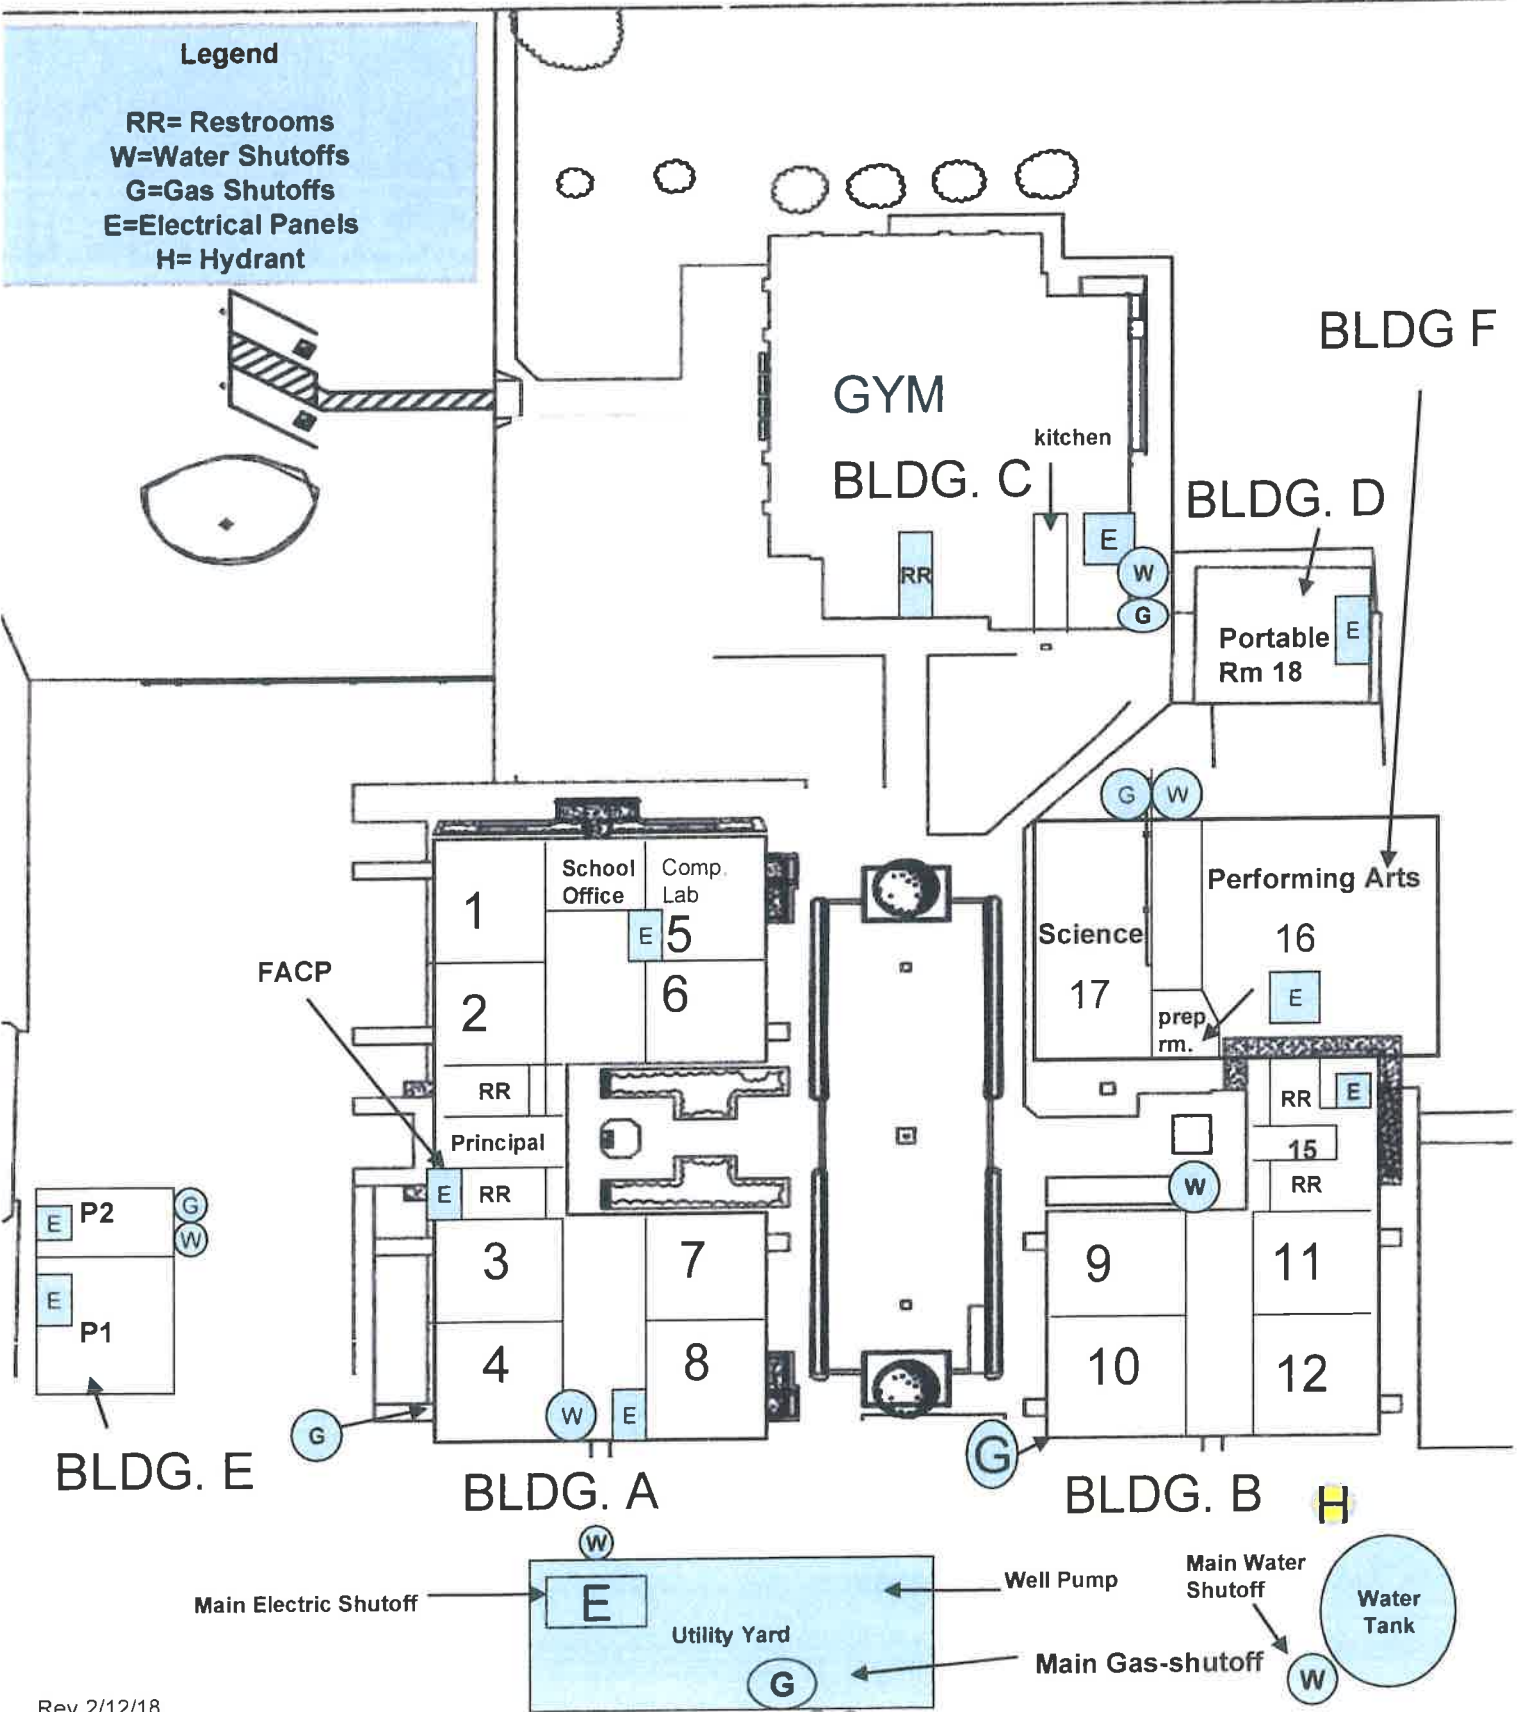 Legend
RR= Restrooms
W=Water Shutoffs
G=Gas Shutoffs
E=Electrical Panels
H= Hydrant
BLDG F
GYM
kitchen
BLDG. C
BLDG. D
E
RR
W
G
Portable
Rm 18
E
G
W
School
Office
Comp.
Lab
1
E
5
Performing Arts
Science
16
FACP
2
6
17
E
prep
rm.
RR
RR
E
Principal
15
E
RR
W
RR
P2
E
G
W
3
7
9
11
E
P1
4
8
10
12
G
W
E
G
BLDG. E
BLDG. A
BLDG. B
H
W
Main Electric Shutoff
E
Well Pump
Main Water
Shutoff
Water
Tank
Utility Yard
Main Gas-shutoff
G
W
Rev 2/12/18